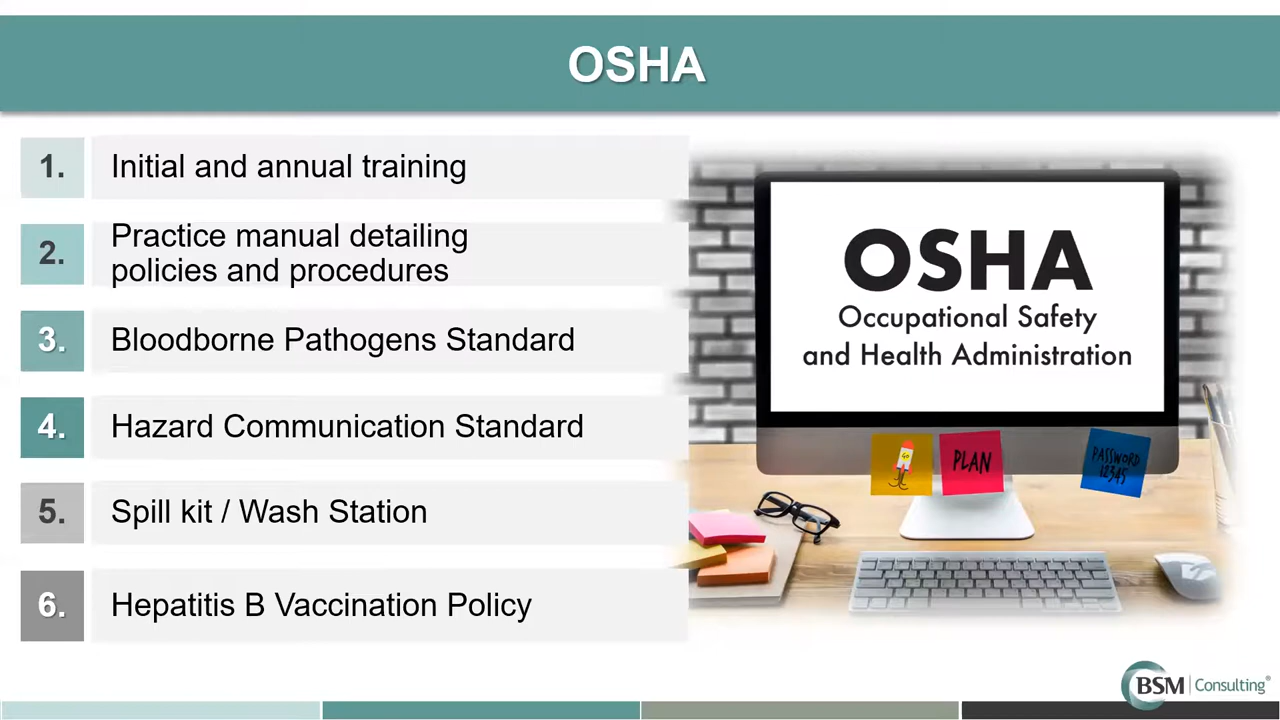 OSHA
1. Initial and annual training
2. Practice manual detailing
policies and procedures
3. Bloodborne Pathogens Standard
4. Hazard Communication Standard
5. Spill kit / Wash Station
6. Hepatitis B Vaccination Policy
OSHA
Occupational Safety
and Health Administration
GO
PLAN
PASSWORD
12345
BSM | Consulting®